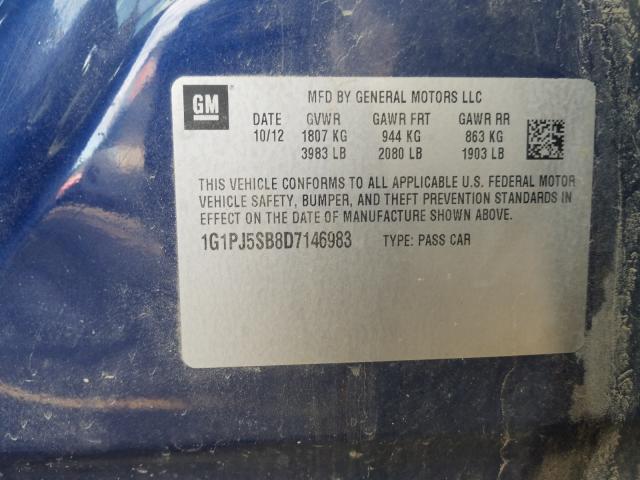 GM
MFD BY GENERAL MOTORS LLC
DATE GVWR GAWR FRT GAWR RR
10/12 1807 KG 944 KG 863 KG
3983 LB 2080 LB 1903 LB
THIS VEHICLE CONFORMS TO ALL APPLICABLE U.S. FEDERAL MOTOR
VEHICLE SAFETY, BUMPER, AND THEFT PREVENTION STANDARDS IN
EFFECT ON THE DATE OF MANUFACTURE SHOWN ABOVE.
1G1PJ5SB8D7146983 TYPE: PASS CAR